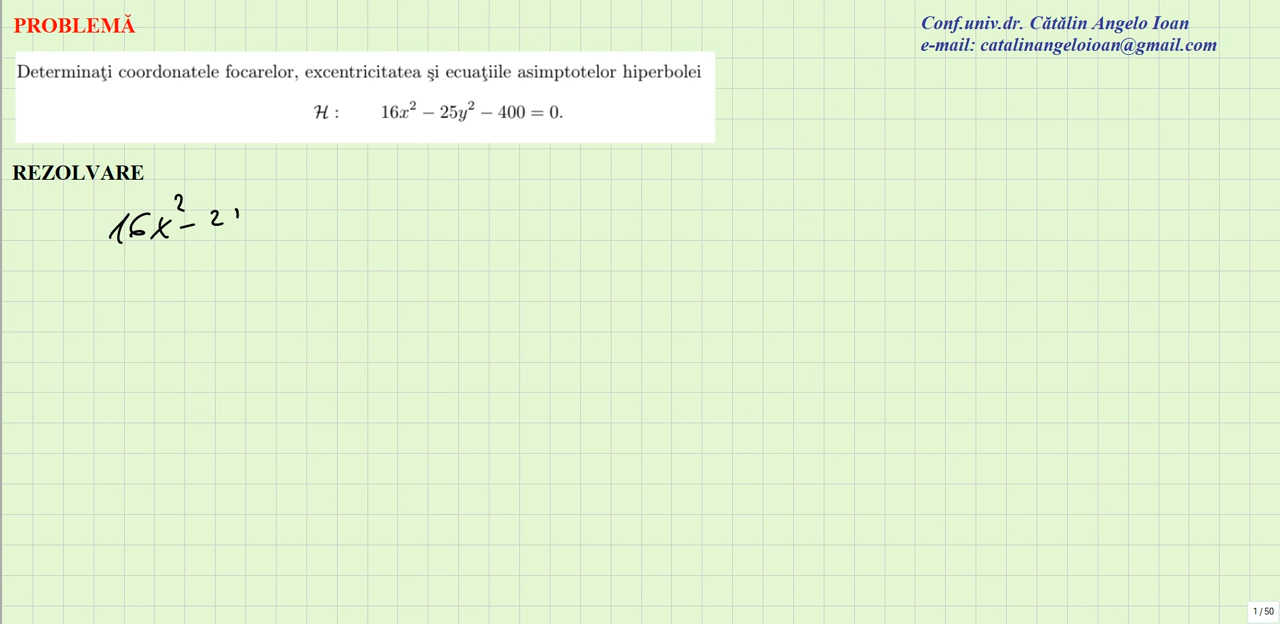 PROBLEMĂ
Conf.univ.dr. Cătălin Angelo Ioan
e-mail: catalinangeloioan@gmail.com
Determinaţi coordonatele focarelor, excentricitatea şi ecuaţiile asimptotelor hiperbolei
ℋ : 16x² − 25y² − 400 = 0.
REZOLVARE
16x² − 2
1 / 50